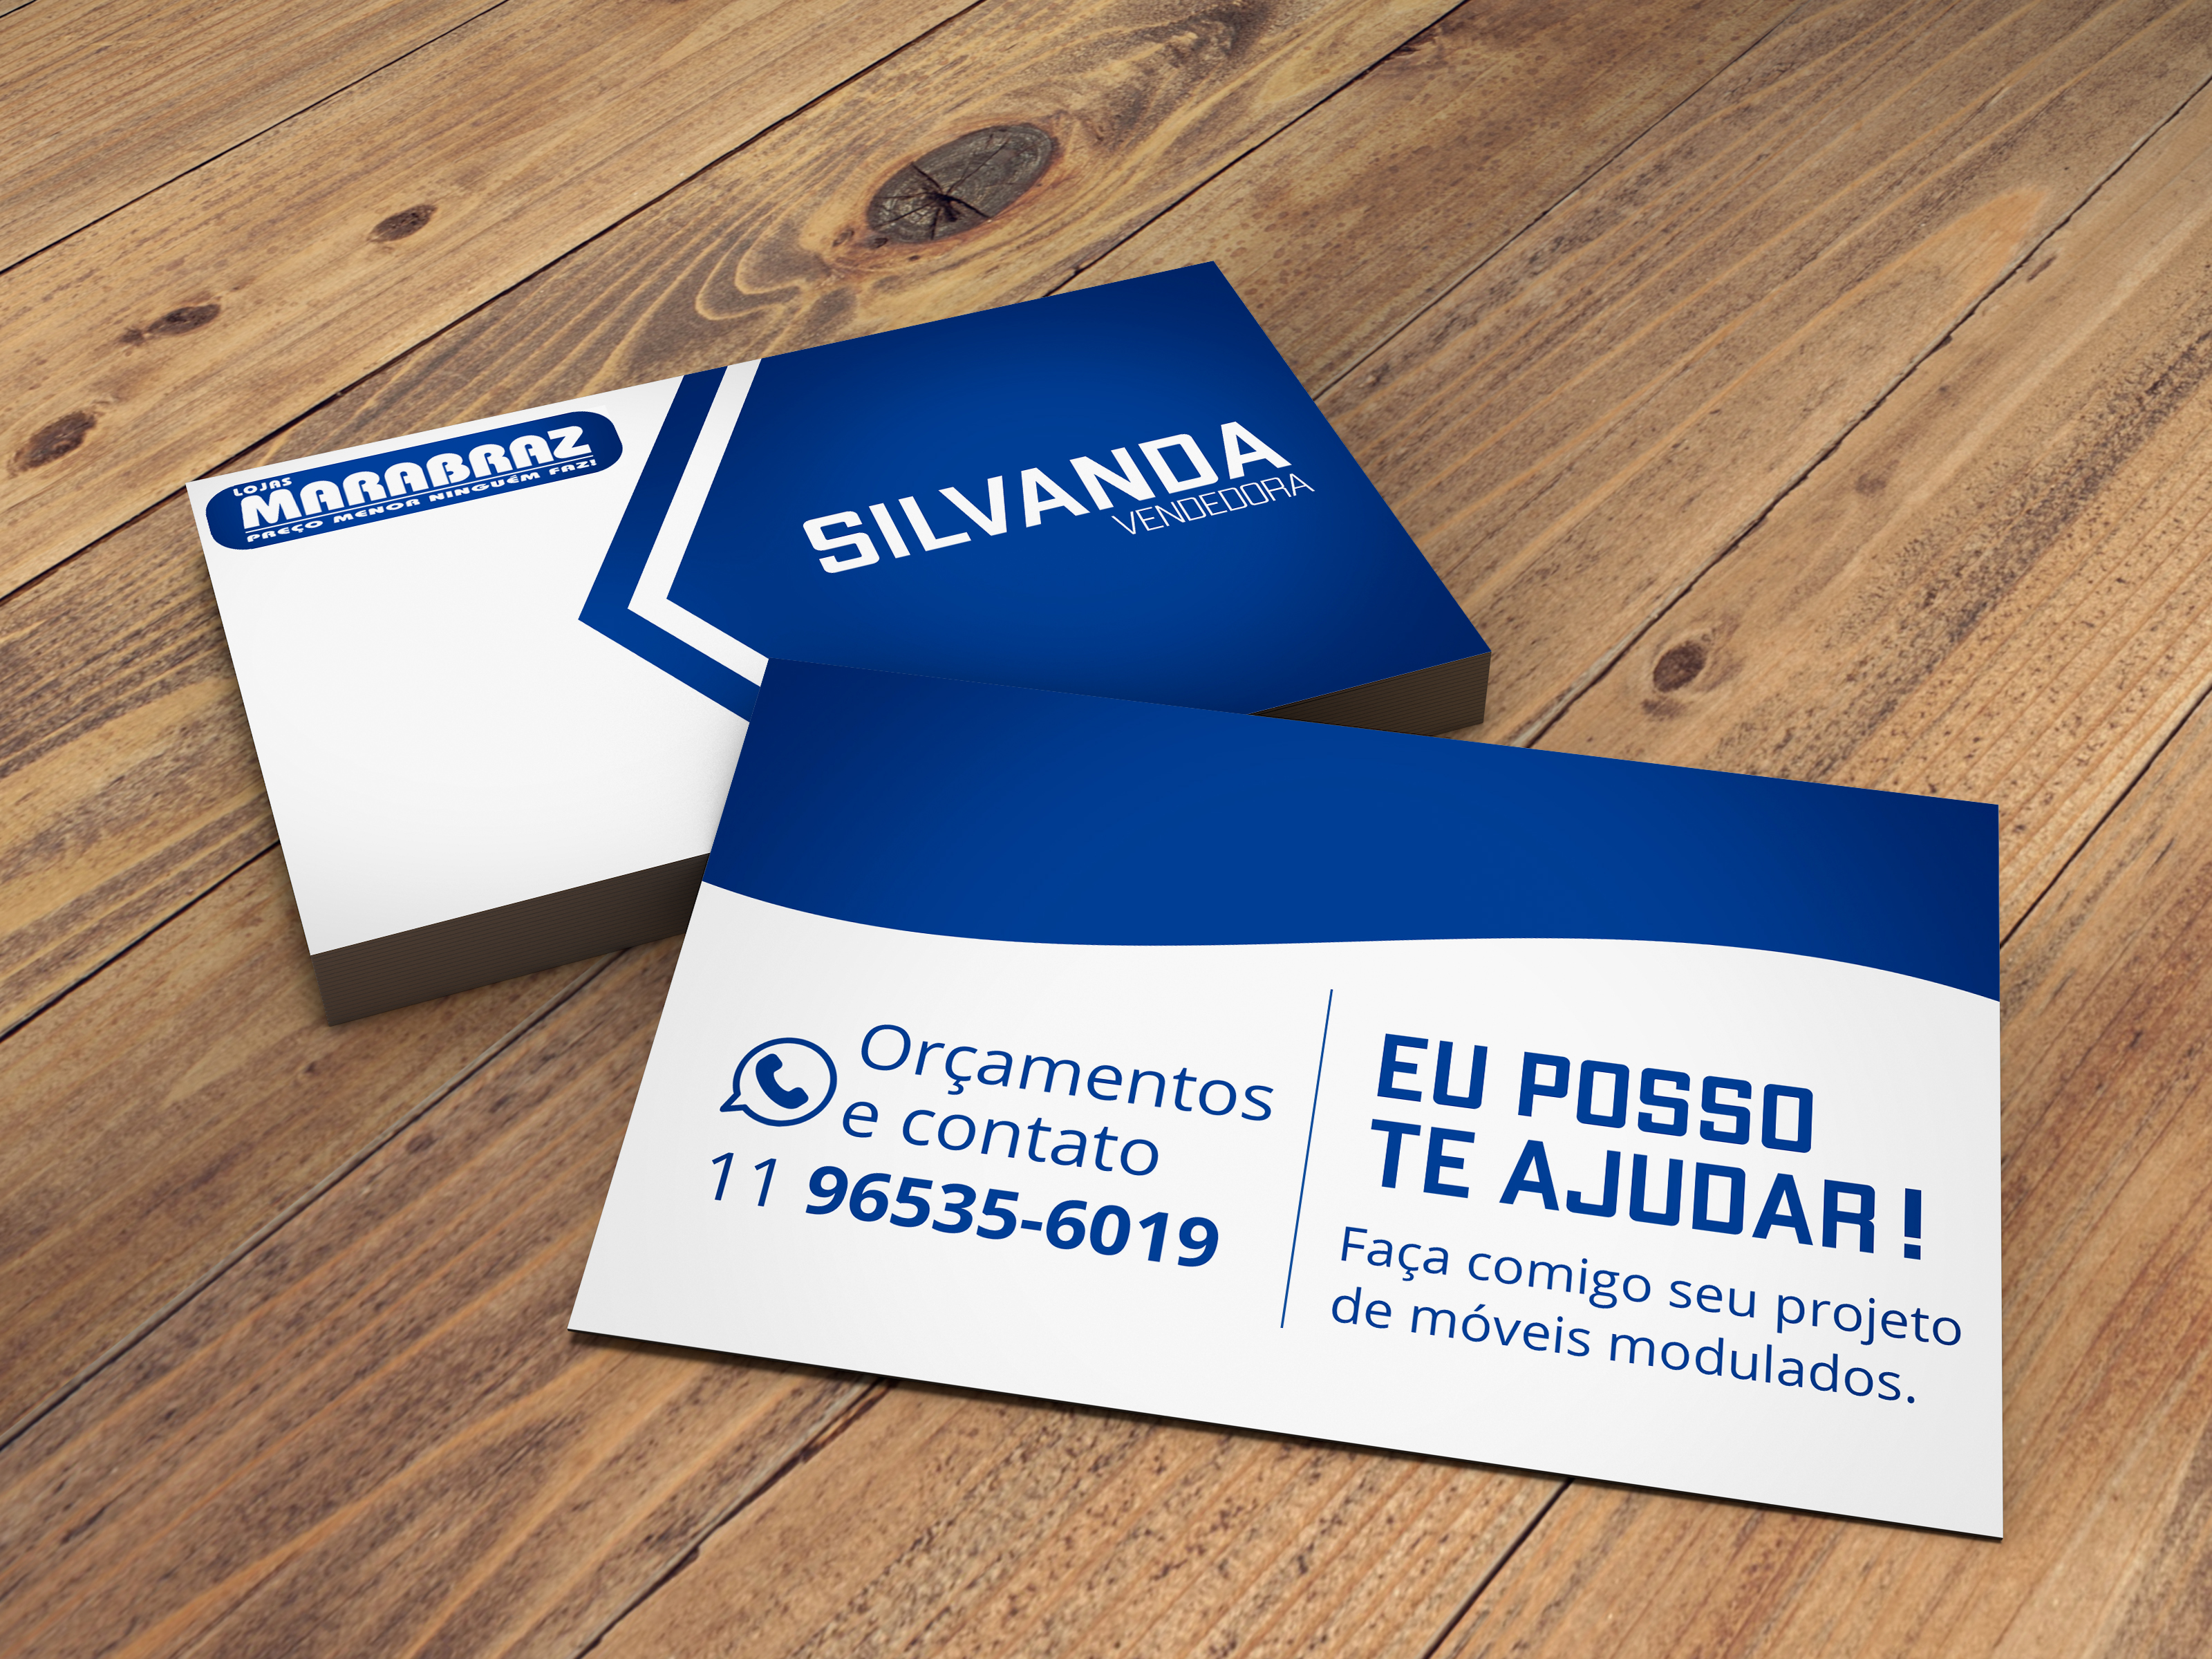 LOJAS
MARABRAZ
PREÇO MENOR NINGUÉM FAZ!
SILVANDA
VENDEDORA
Orçamentos
e contato
11 96535-6019
EU POSSO
TE AJUDAR!
Faça comigo seu projeto
de móveis modulados.